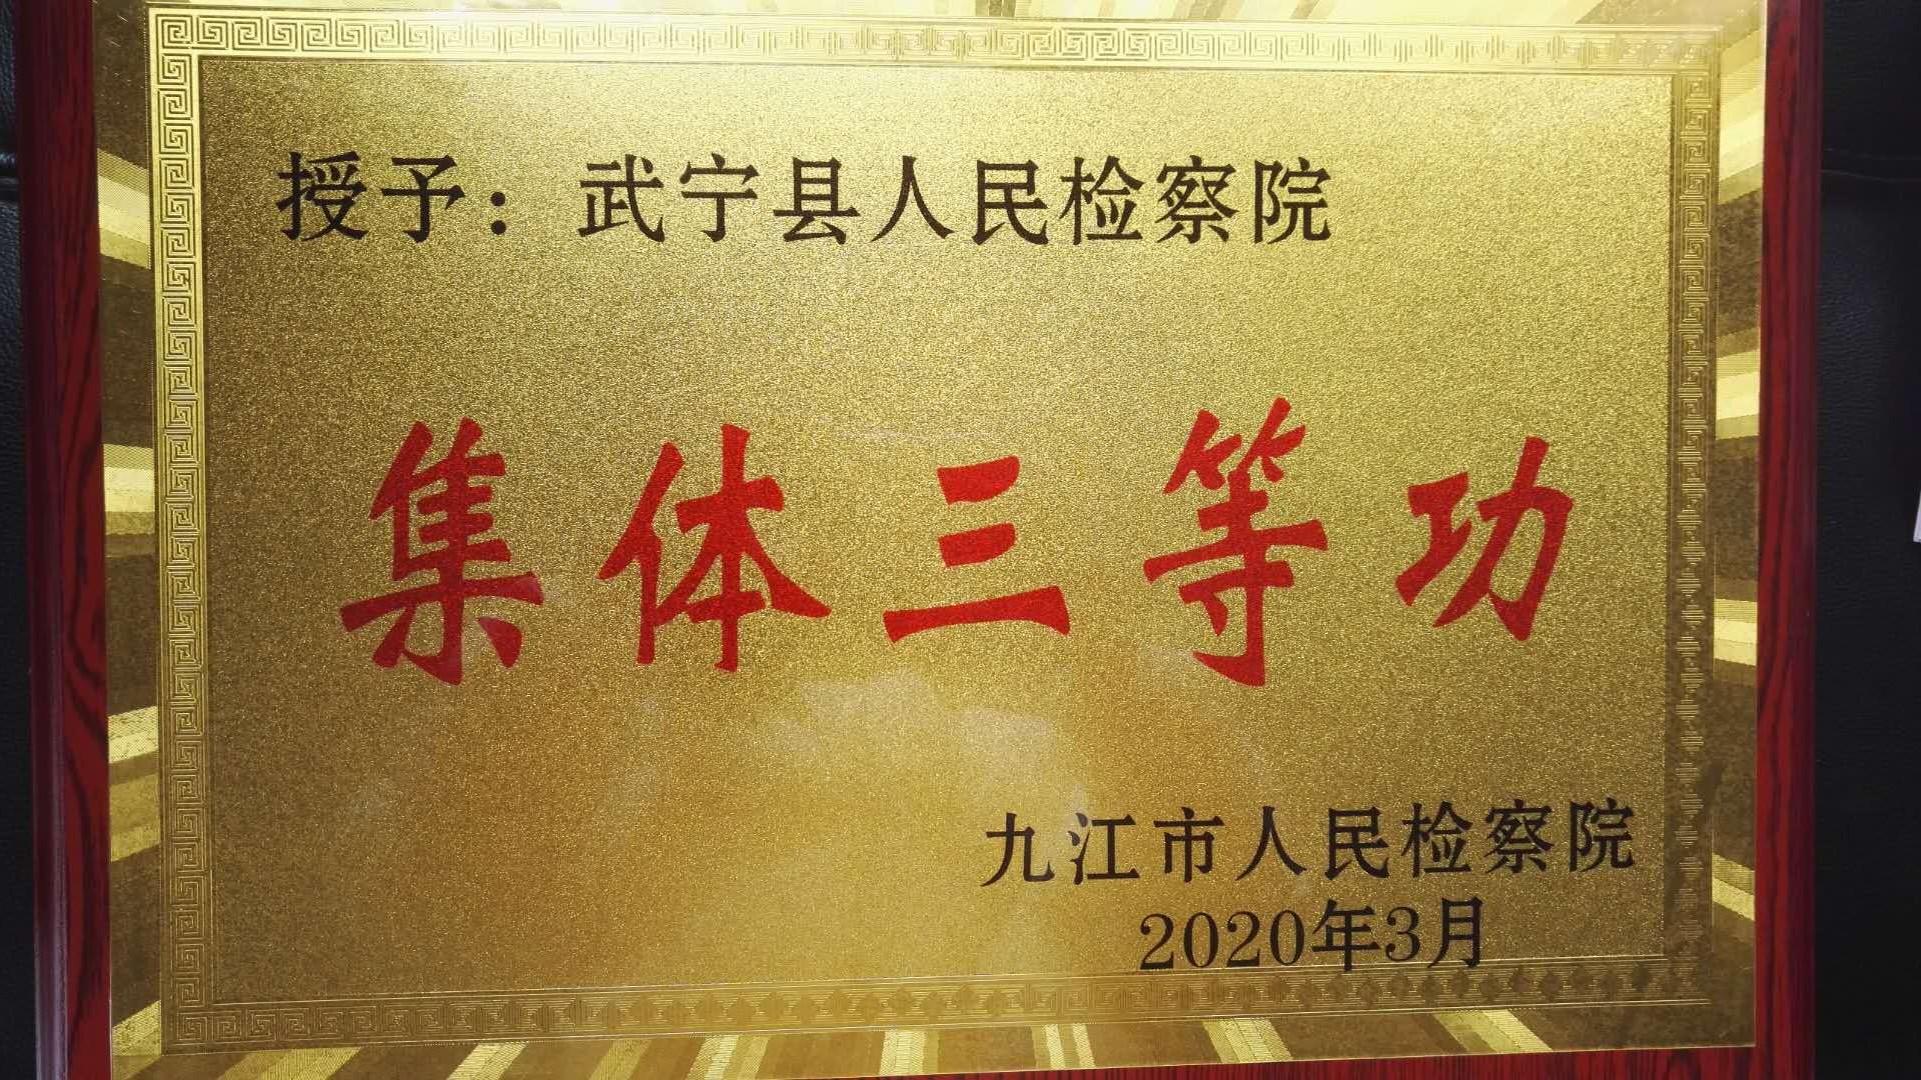 授予：武宁县人民检察院
集体三等功
九江市人民检察院
2020年3月